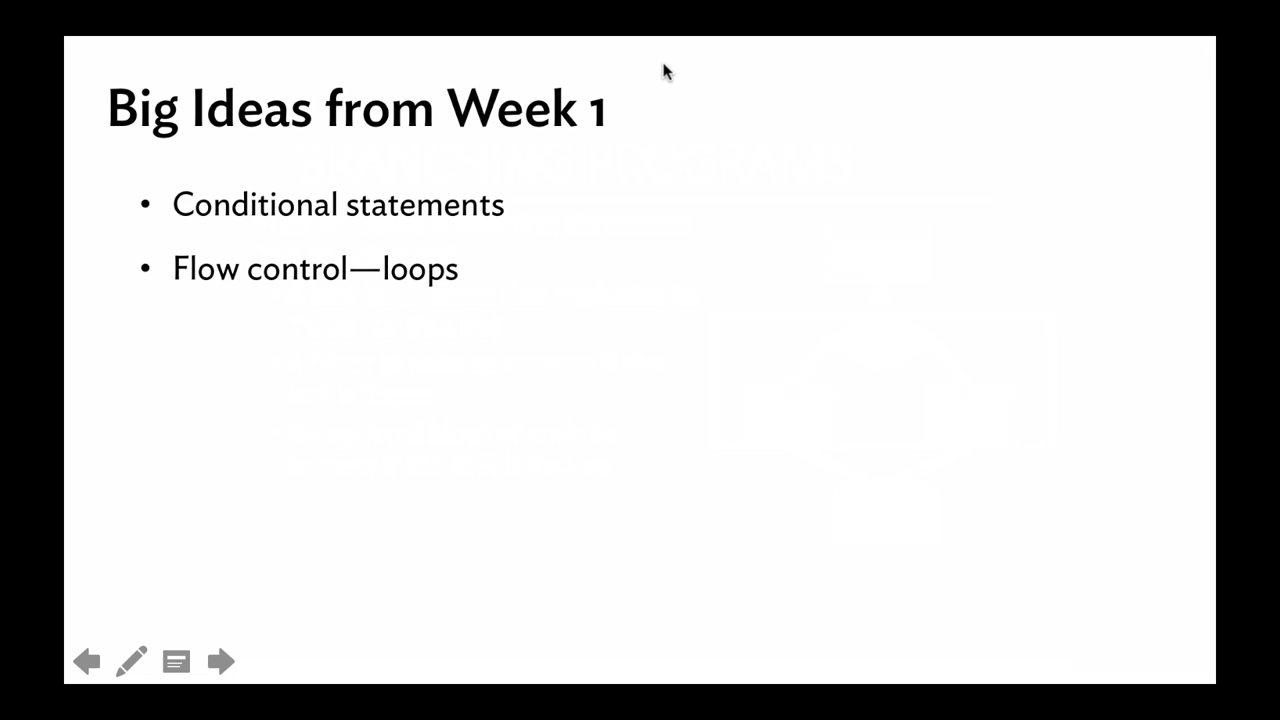 Big Ideas from Week 1
• Conditional statements
• Flow control—loops